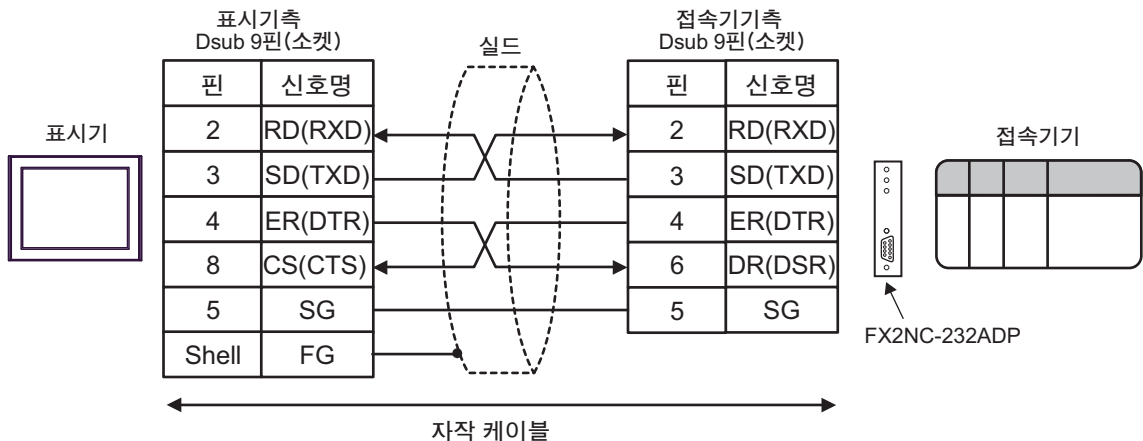 표시기측
Dsub 9핀(소켓)
접속기기측
Dsub 9핀(소켓)
실드
핀 신호명
2 RD(RXD)
3 SD(TXD)
4 ER(DTR)
8 CS(CTS)
5 SG
Shell FG
핀 신호명
2 RD(RXD)
3 SD(TXD)
4 ER(DTR)
6 DR(DSR)
5 SG
표시기
접속기기
FX2NC-232ADP
자작 케이블